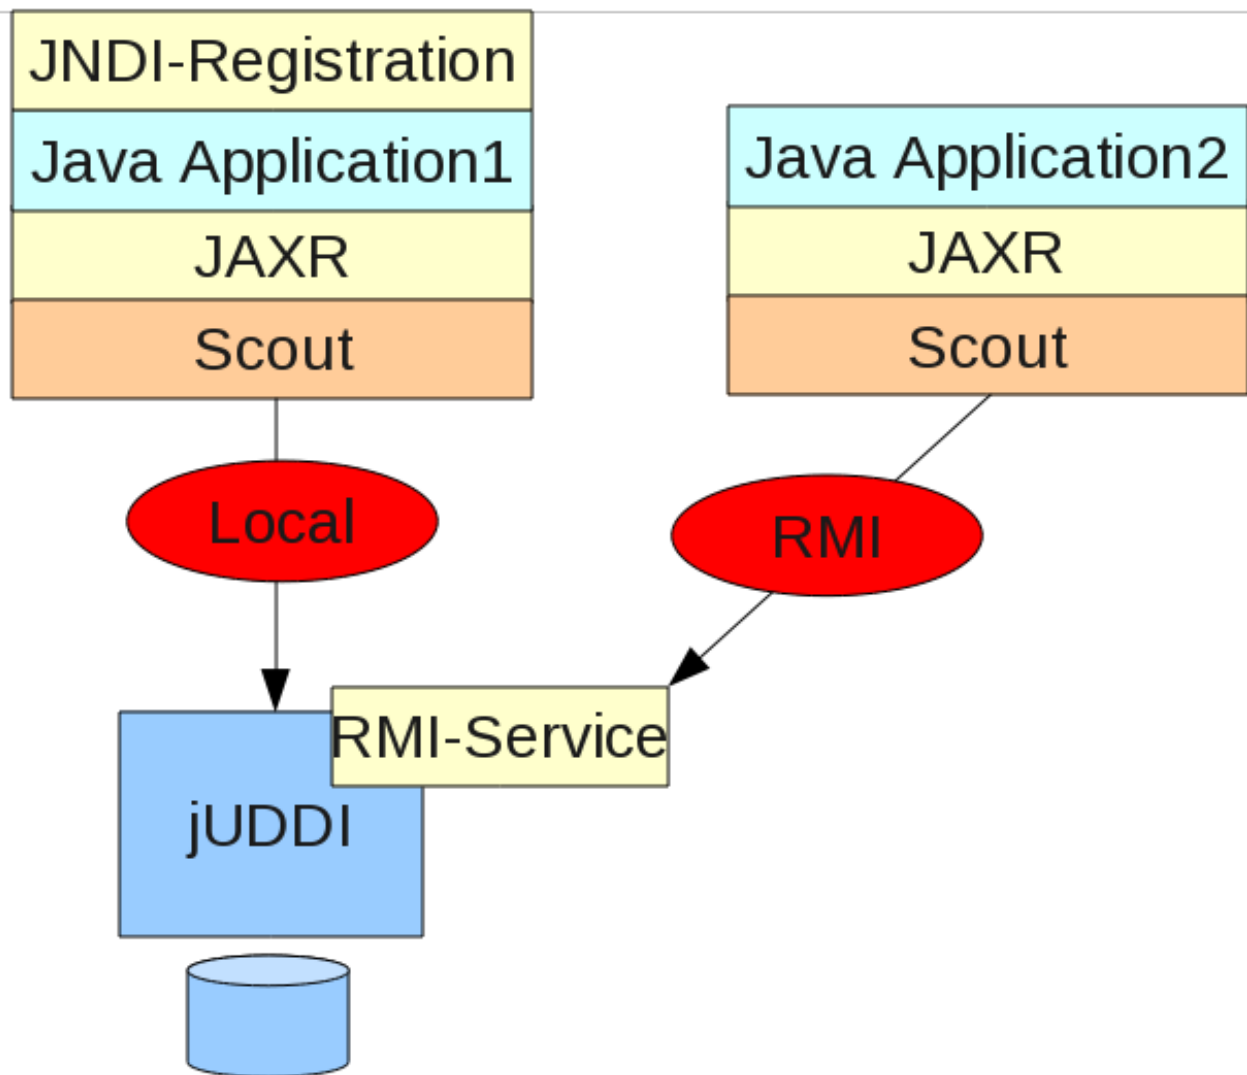 JNDI-Registration
Java Application1
JAXR
Scout
Java Application2
JAXR
Scout
Local
RMI
RMI-Service
jUDDI